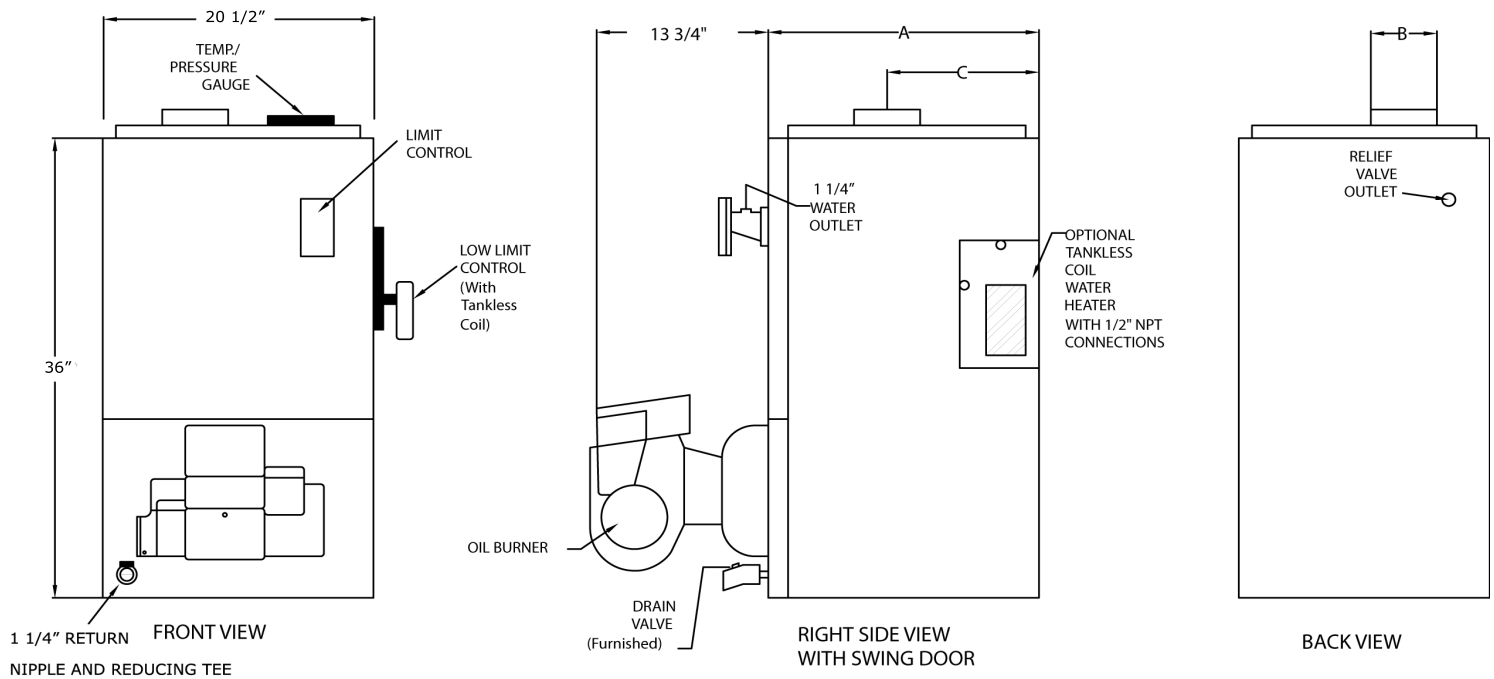 20 1/2”
TEMP./
PRESSURE
GAUGE
LIMIT
CONTROL
LOW LIMIT
CONTROL
(With
Tankless
Coil)
36”
1 1/4” RETURN
NIPPLE AND REDUCING TEE
FRONT VIEW
13 3/4"
A
C
1 1/4”
WATER
OUTLET
OPTIONAL
TANKLESS
COIL
WATER
HEATER
WITH 1/2" NPT
CONNECTIONS
OIL BURNER
DRAIN
VALVE
(Furnished)
RIGHT SIDE VIEW
WITH SWING DOOR
B
RELIEF
VALVE
OUTLET
BACK VIEW